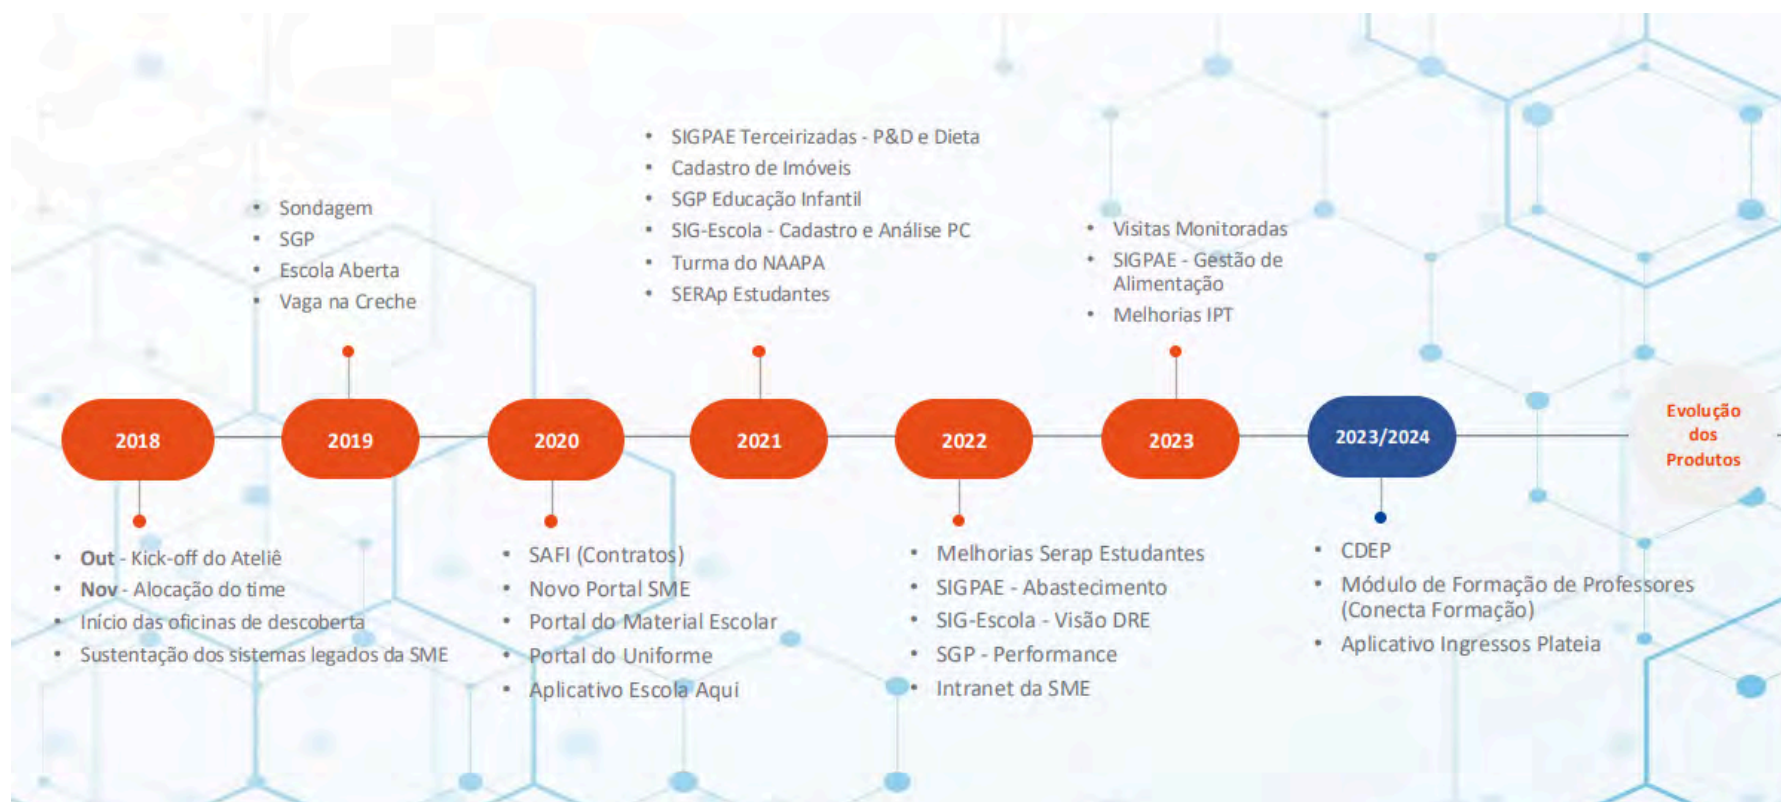 2018
• Out - Kick-off do Ateliê
• Nov - Alocação do time
• Início das oficinas de descoberta
• Sustentação dos sistemas legados da SME
• Sondagem
• SGP
• Escola Aberta
• Vaga na Creche
2019
2020
• SAFI (Contratos)
• Novo Portal SME
• Portal do Material Escolar
• Portal do Uniforme
• Aplicativo Escola Aqui
• SIGPAE Terceirizadas - P&D e Dieta
• Cadastro de Imóveis
• SGP Educação Infantil
• SIG-Escola - Cadastro e Análise PC
• Turma do NAAPA
• SERAp Estudantes
2021
2022
• Melhorias Serap Estudantes
• SIGPAE - Abastecimento
• SIG-Escola - Visão DRE
• SGP - Performance
• Intranet da SME
• Visitas Monitoradas
• SIGPAE - Gestão de
Alimentação
• Melhorias IPT
2023
2023/2024
• CDEP
• Módulo de Formação de Professores
(Conecta Formação)
• Aplicativo Ingressos Plateia
Evolução
dos
Produtos